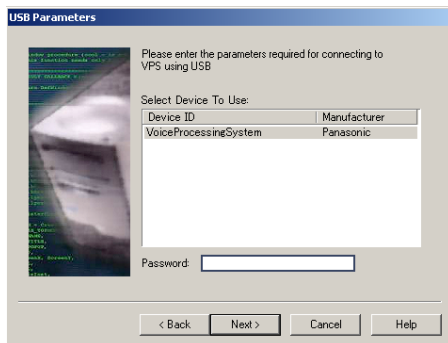 USB Parameters
Please enter the parameters required for connecting to
VPS using USB
Select Device To Use:
Device ID Manufacturer
VoiceProcessingSystem Panasonic
Password:
< Back Next > Cancel Help